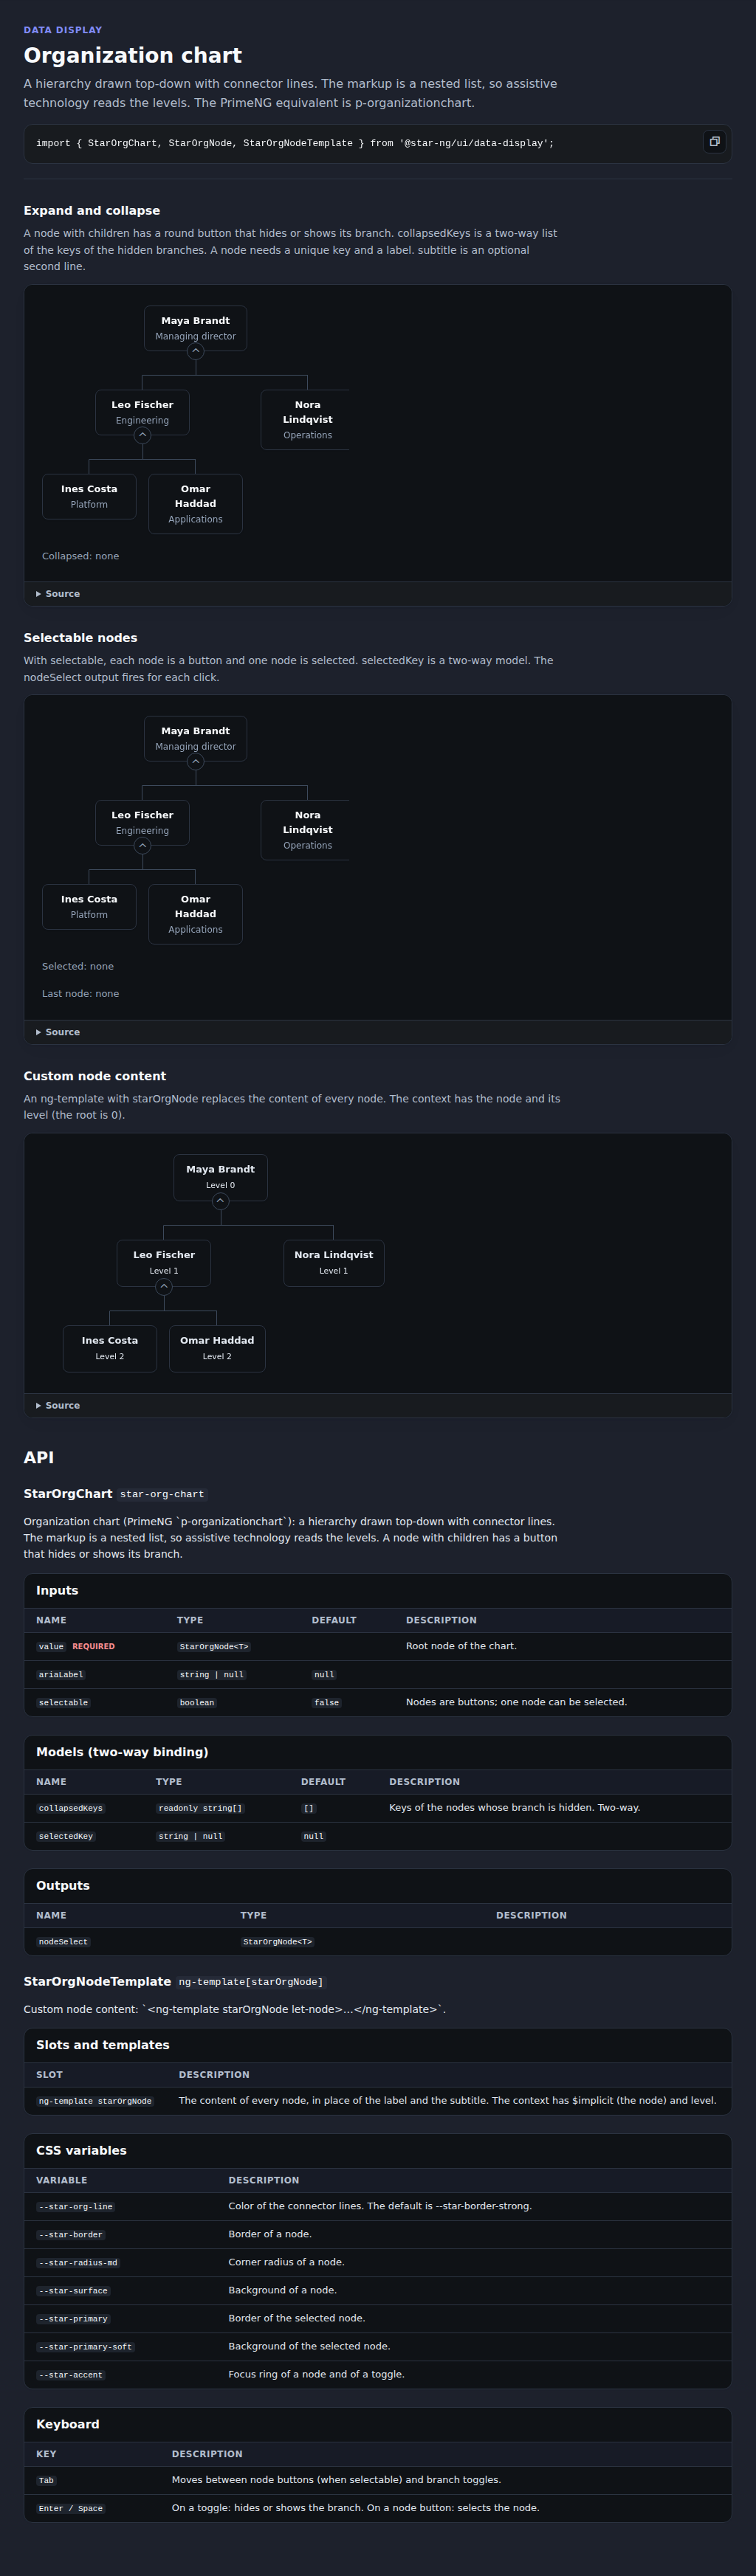 DATA DISPLAY
Organization chart
A hierarchy drawn top-down with connector lines. The markup is a nested list, so assistive
technology reads the levels. The PrimeNG equivalent is p-organizationchart.
import { StarOrgChart, StarOrgNode, StarOrgNodeTemplate } from '@star-ng/ui/data-display';
Expand and collapse
A node with children has a round button that hides or shows its branch. collapsedKeys is a two-way list
of the keys of the hidden branches. A node needs a unique key and a label. subtitle is an optional
second line.
Maya Brandt
Managing director
Leo Fischer
Engineering
Nora
Lindqvist
Operations
Ines Costa
Platform
Omar
Haddad
Applications
Collapsed: none
Source
Selectable nodes
With selectable, each node is a button and one node is selected. selectedKey is a two-way model. The
nodeSelect output fires for each click.
Maya Brandt
Managing director
Leo Fischer
Engineering
Nora
Lindqvist
Operations
Ines Costa
Platform
Omar
Haddad
Applications
Selected: none
Last node: none
Source
Custom node content
An ng-template with starOrgNode replaces the content of every node. The context has the node and its
level (the root is 0).
Maya Brandt
Level 0
Leo Fischer
Level 1
Nora Lindqvist
Level 1
Ines Costa
Level 2
Omar Haddad
Level 2
Source
API
StarOrgChart star-org-chart
Organization chart (PrimeNG `p-organizationchart`): a hierarchy drawn top-down with connector lines.
The markup is a nested list, so assistive technology reads the levels. A node with children has a button
that hides or shows its branch.
Inputs
NAME TYPE DEFAULT DESCRIPTION
value REQUIRED StarOrgNode<T> Root node of the chart.
ariaLabel string | null null
selectable boolean false Nodes are buttons; one node can be selected.
Models (two-way binding)
NAME TYPE DEFAULT DESCRIPTION
collapsedKeys readonly string[] [] Keys of the nodes whose branch is hidden. Two-way.
selectedKey string | null null
Outputs
NAME TYPE DESCRIPTION
nodeSelect StarOrgNode<T>
StarOrgNodeTemplate ng-template[starOrgNode]
Custom node content: `<ng-template starOrgNode let-node>…</ng-template>`.
Slots and templates
SLOT DESCRIPTION
ng-template starOrgNode The content of every node, in place of the label and the subtitle. The context has $implicit (the node) and level.
CSS variables
VARIABLE DESCRIPTION
--star-org-line Color of the connector lines. The default is --star-border-strong.
--star-border Border of a node.
--star-radius-md Corner radius of a node.
--star-surface Background of a node.
--star-primary Border of the selected node.
--star-primary-soft Background of the selected node.
--star-accent Focus ring of a node and of a toggle.
Keyboard
KEY DESCRIPTION
Tab Moves between node buttons (when selectable) and branch toggles.
Enter / Space On a toggle: hides or shows the branch. On a node button: selects the node.